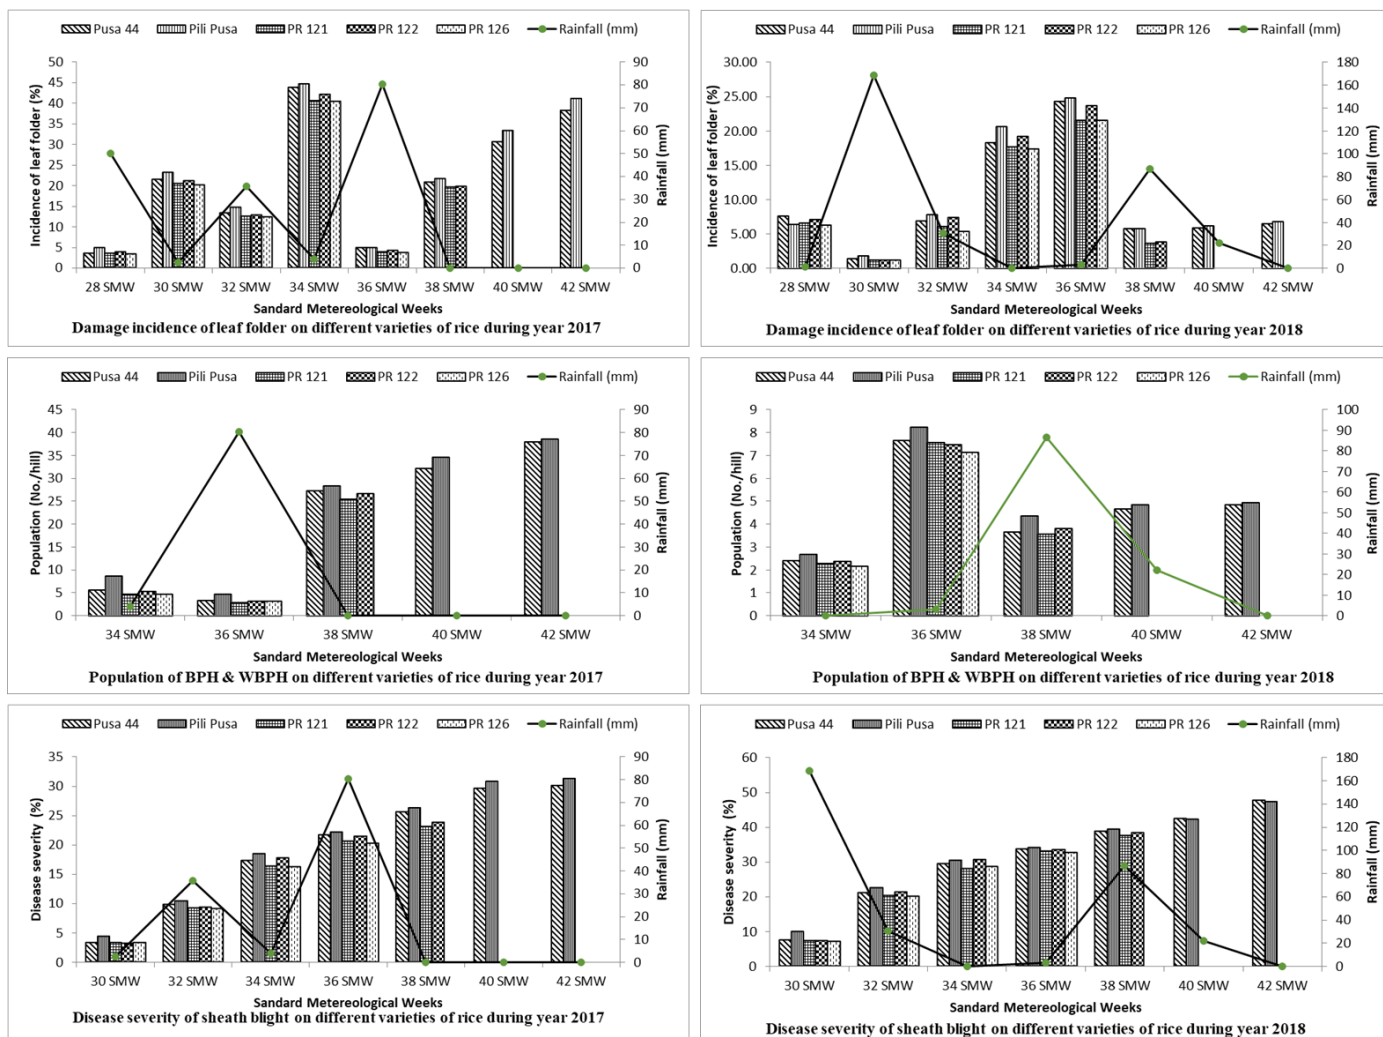 Pusa 44 Pili Pusa PR 121 PR 122 PR 126 Rainfall (mm)
Incidence of leaf folder (%)
50 45 40 35 30 25 20 15 10 5 0
90 80 70 60 50 40 30 20 10 0
Rainfall (mm)
28 SMW 30 SMW 32 SMW 34 SMW 36 SMW 38 SMW 40 SMW 42 SMW
Sandard Metereological Weeks
Damage incidence of leaf folder on different varieties of rice during year 2017
Pusa 44 Pili Pusa PR 121 PR 122 PR 126 Rainfall (mm)
Incidence of leaf folder (%)
30.00 25.00 20.00 15.00 10.00 5.00 0.00
180 160 140 120 100 80 60 40 20 0
Rainfall (mm)
28 SMW 30 SMW 32 SMW 34 SMW 36 SMW 38 SMW 40 SMW 42 SMW
Sandard Metereological Weeks
Damage incidence of leaf folder on different varieties of rice during year 2018
Pusa 44 Pili Pusa PR 121 PR 122 PR 126 Rainfall (mm)
Population (No./hill)
45 40 35 30 25 20 15 10 5 0
90 80 70 60 50 40 30 20 10 0
Rainfall (mm)
34 SMW 36 SMW 38 SMW 40 SMW 42 SMW
Sandard Metereological Weeks
Population of BPH & WBPH on different varieties of rice during year 2017
Pusa 44 Pili Pusa PR 121 PR 122 PR 126 Rainfall (mm)
Population (No./hill)
9 8 7 6 5 4 3 2 1 0
100 90 80 70 60 50 40 30 20 10 0
Rainfall (mm)
34 SMW 36 SMW 38 SMW 40 SMW 42 SMW
Sandard Metereological Weeks
Population of BPH & WBPH on different varieties of rice during year 2018
Pusa 44 Pili Pusa PR 121 PR 122 PR 126 Rainfall (mm)
Disease severity (%)
35 30 25 20 15 10 5 0
90 80 70 60 50 40 30 20 10 0
Rainfall (mm)
30 SMW 32 SMW 34 SMW 36 SMW 38 SMW 40 SMW 42 SMW
Sandard Metereological Weeks
Disease severity of sheath blight on different varieties of rice during year 2017
Pusa 44 Pili Pusa PR 121 PR 122 PR 126 Rainfall (mm)
Disease severity (%)
60 50 40 30 20 10 0
180 160 140 120 100 80 60 40 20 0
Rainfall (mm)
30 SMW 32 SMW 34 SMW 36 SMW 38 SMW 40 SMW 42 SMW
Sandard Metereological Weeks
Disease severity of sheath blight on different varieties of rice during year 2018